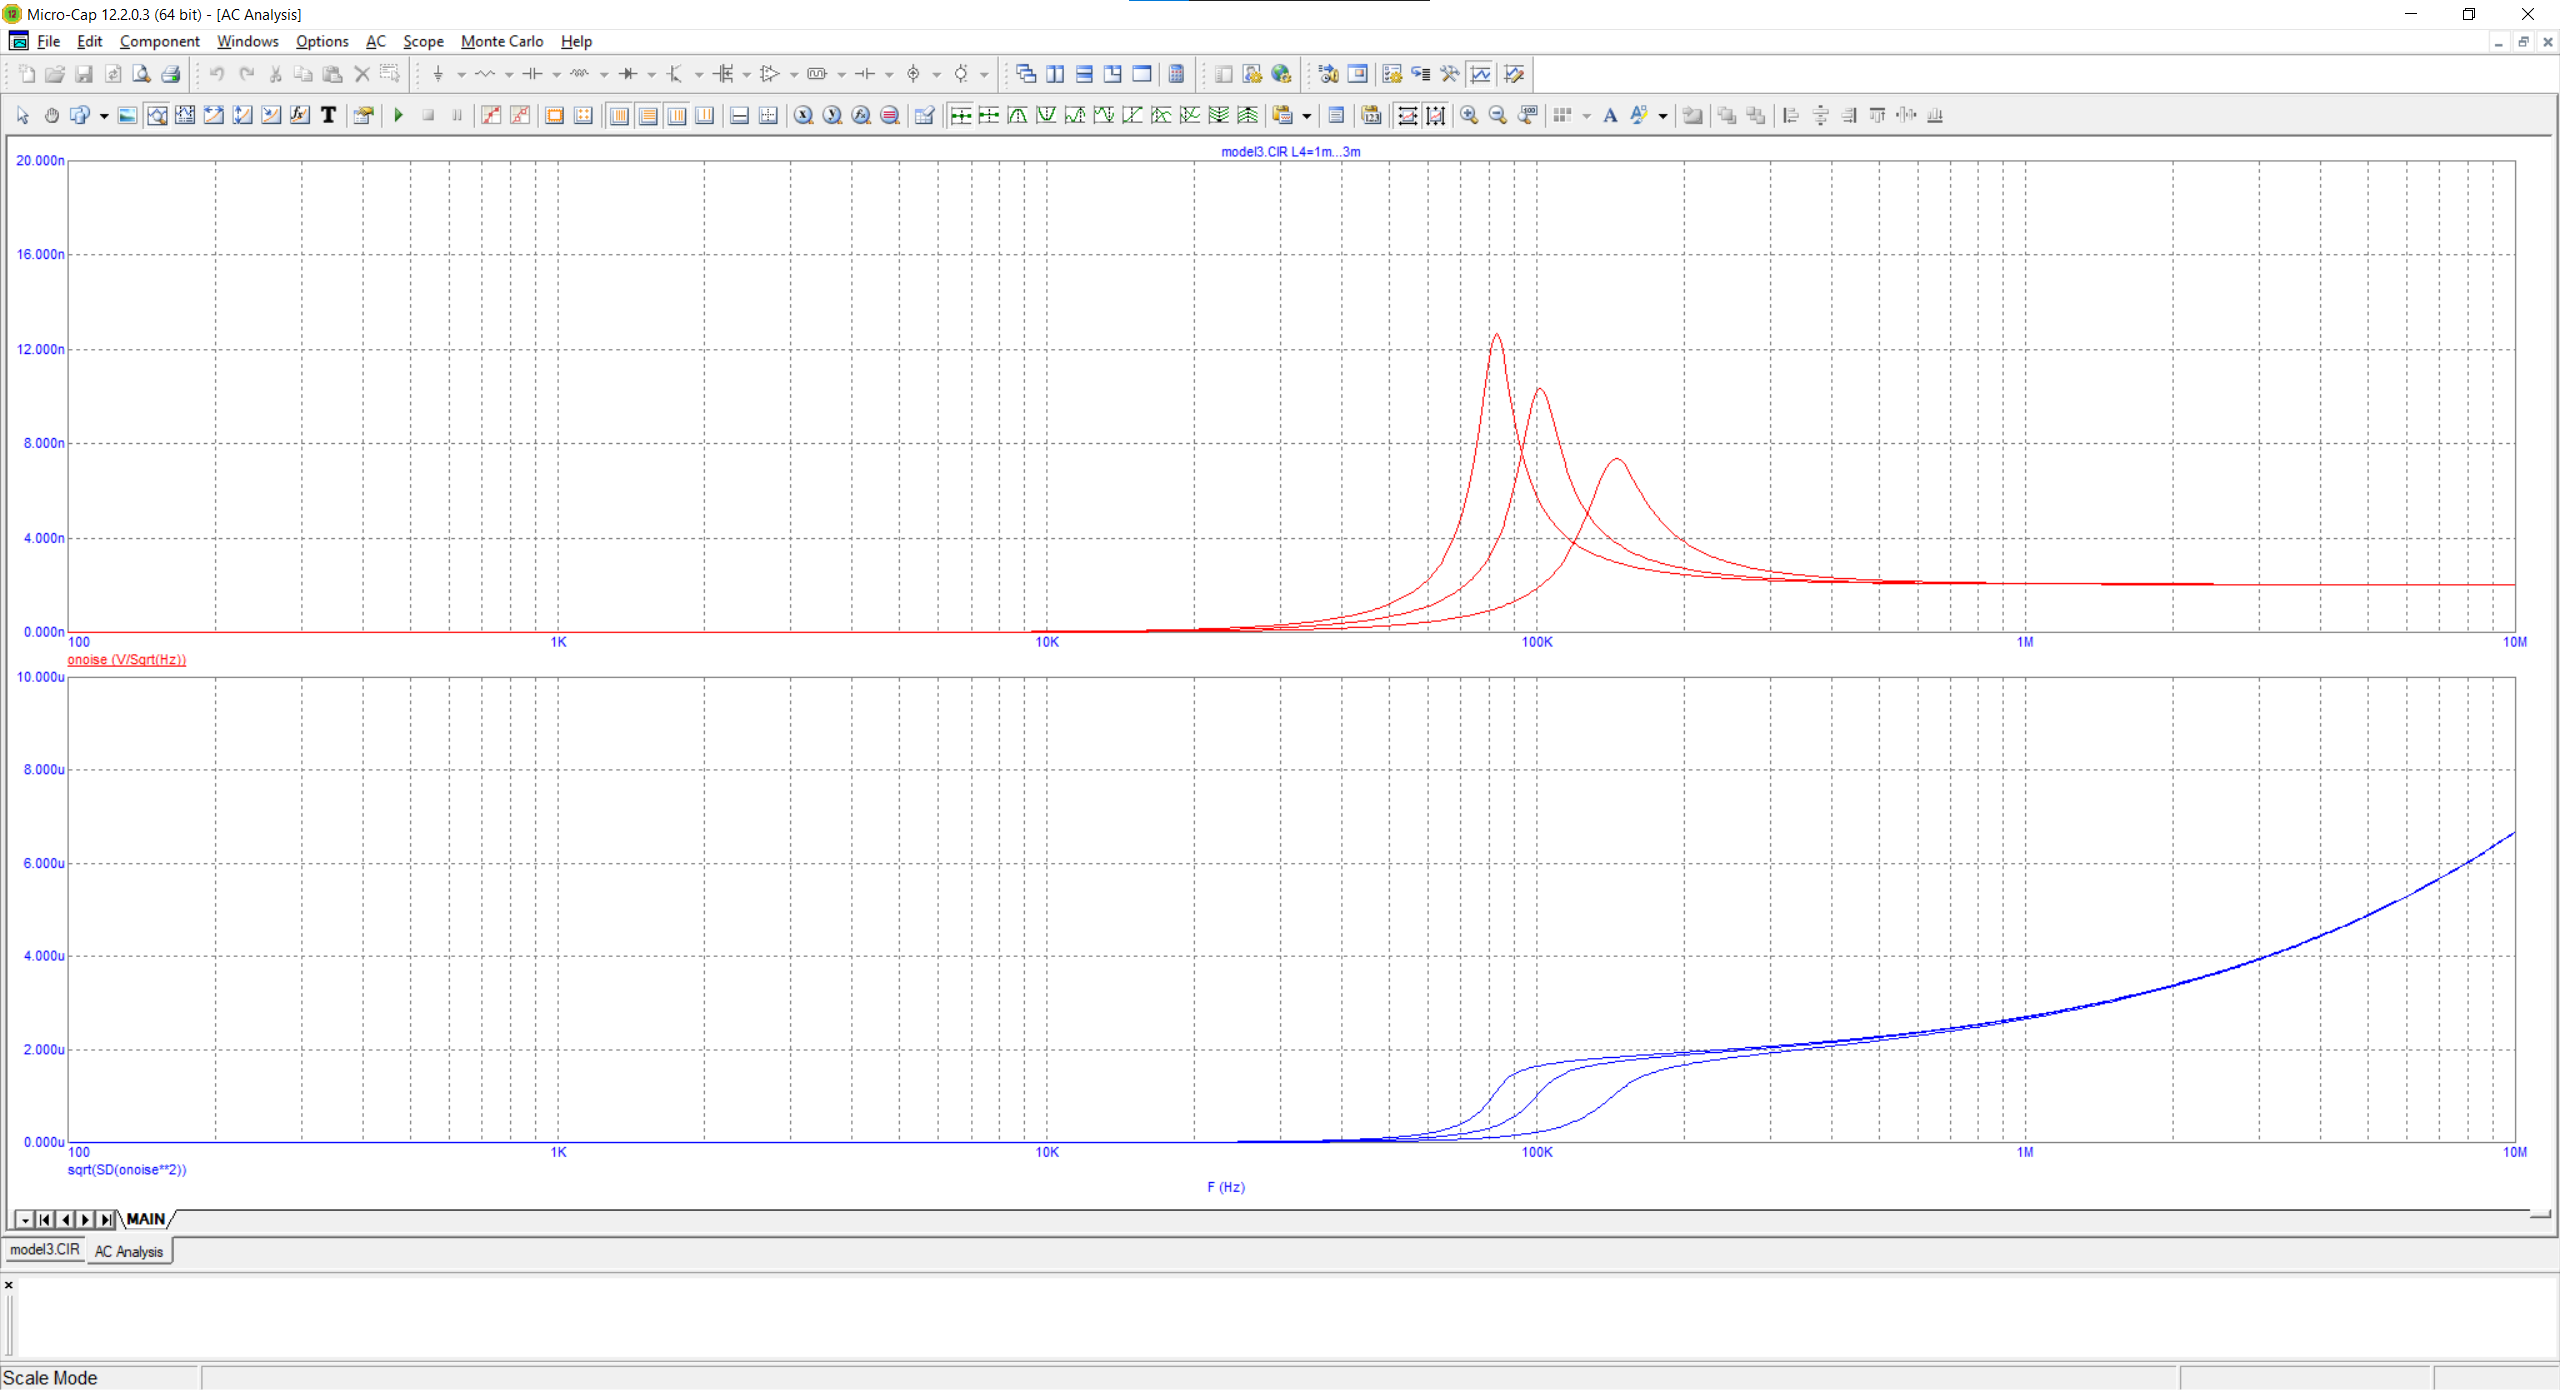 Micro-Cap 12.2.0.3 (64 bit) - [AC Analysis]
File Edit Component Windows Options AC Scope Monte Carlo Help
model3.CIR L4=1m...3m
20.000n
16.000n
12.000n
8.000n
4.000n
0.000n
100 1K 10K 100K 1M 10M
onoise (V/Sqrt(Hz))
10.000u
8.000u
6.000u
4.000u
2.000u
0.000u
100 1K 10K 100K 1M 10M
sqrt(SD(onoise**2))
F (Hz)
MAIN
model3.CIR AC Analysis
Scale Mode